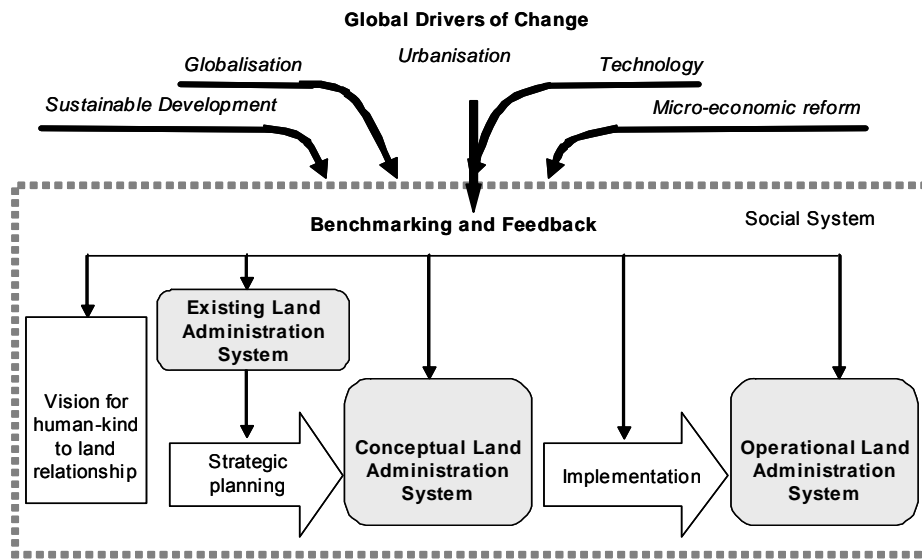 Global Drivers of Change
Urbanisation
Globalisation
Technology
Sustainable Development
Micro-economic reform
Benchmarking and Feedback
Social System
Existing Land
Administration
System
Vision for
human-kind
to land
relationship
Strategic
planning
Conceptual Land
Administration
System
Implementation
Operational Land
Administration
System